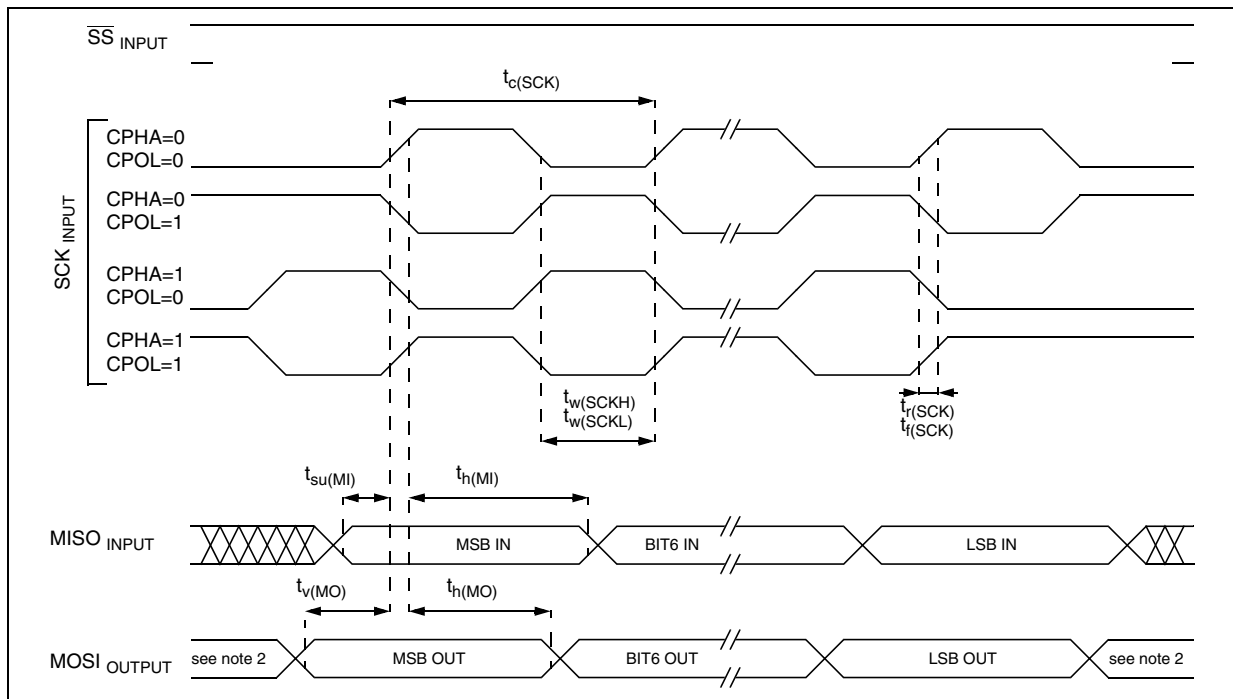 SS INPUT
tc(SCK)
SCK INPUT
CPHA=0
CPOL=0
CPHA=0
CPOL=1
CPHA=1
CPOL=0
CPHA=1
CPOL=1
tw(SCKH)
tw(SCKL)
tr(SCK)
tf(SCK)
tsu(MI)
th(MI)
MISO INPUT
MSB IN
BIT6 IN
LSB IN
tv(MO)
th(MO)
MOSI OUTPUT
see note 2
MSB OUT
BIT6 OUT
LSB OUT
see note 2